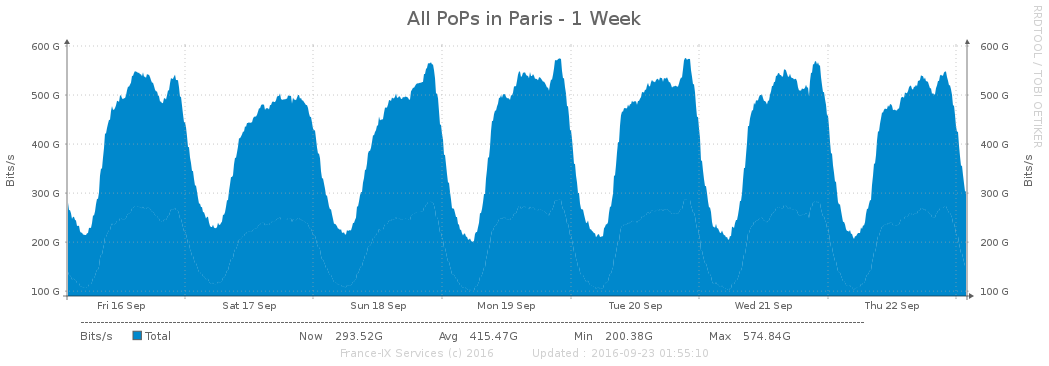 All PoPs in Paris - 1 Week
RRDTOOL / TOBI OETIKER
600 G 600 G
500 G 500 G
400 G 400 G
300 G 300 G
200 G 200 G
100 G 100 G
Bits/s
Bits/s
Fri 16 Sep Sat 17 Sep Sun 18 Sep Mon 19 Sep Tue 20 Sep Wed 21 Sep Thu 22 Sep
Bits/s Total Now 293.52G Avg 415.47G Min 200.38G Max 574.84G
France-IX Services (c) 2016 Updated : 2016-09-23 01:55:10